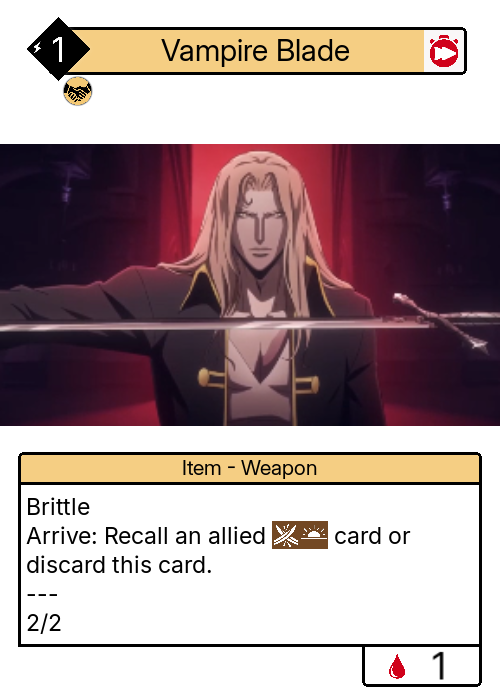 1 Vampire Blade
Item - Weapon
Brittle
Arrive: Recall an allied card or
discard this card.
---
2/2
1